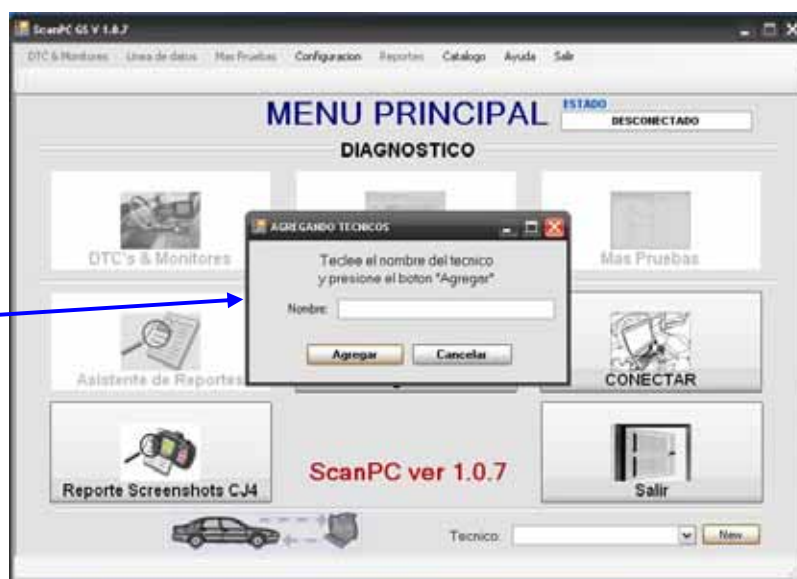 ScanPC GS V 1.0.7
DTC & Monitores Linea de datos Mas Pruebas Configuracion Reportes Catalogo Ayuda Salir
MENU PRINCIPAL
ESTADO
DESCONECTADO
DIAGNOSTICO
DTC's & Monitores
Mas Pruebas
AGREGANDO TECNICOS
Teclee el nombre del tecnico
y presione el boton "Agregar"
Nombre:
Agregar Cancelar
Asistente de Reportes
CONECTAR
Reporte Screenshots CJ4
ScanPC ver 1.0.7
Salir
Tecnico: New